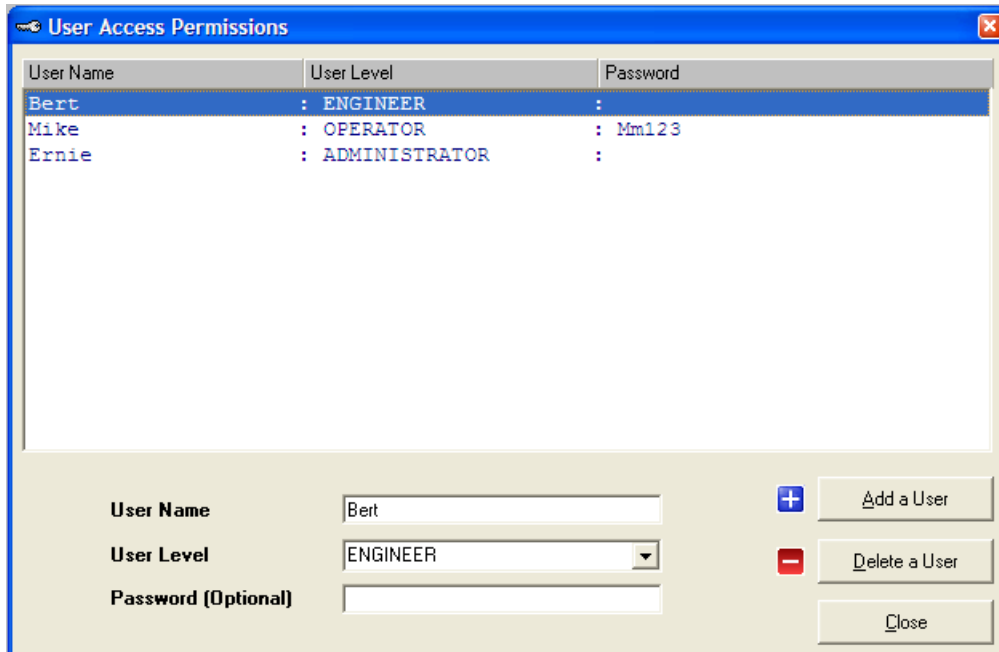 User Access Permissions
User Name User Level Password
Bert : ENGINEER :
Mike : OPERATOR : Mm123
Ernie : ADMINISTRATOR :
User Name Bert Add a User
User Level ENGINEER Delete a User
Password (Optional)
Close